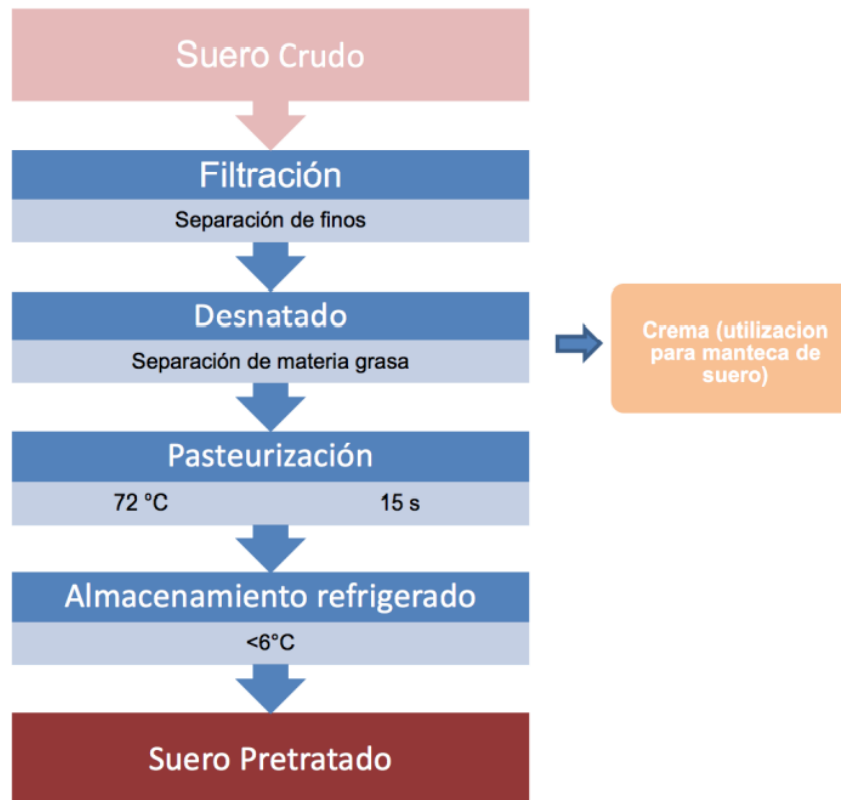 Suero Crudo
Filtración
Separación de finos
Desnatado
Separación de materia grasa
Crema (utilizacion
para manteca de
suero)
Pasteurización
72 °C 15 s
Almacenamiento refrigerado
<6°C
Suero Pretratado